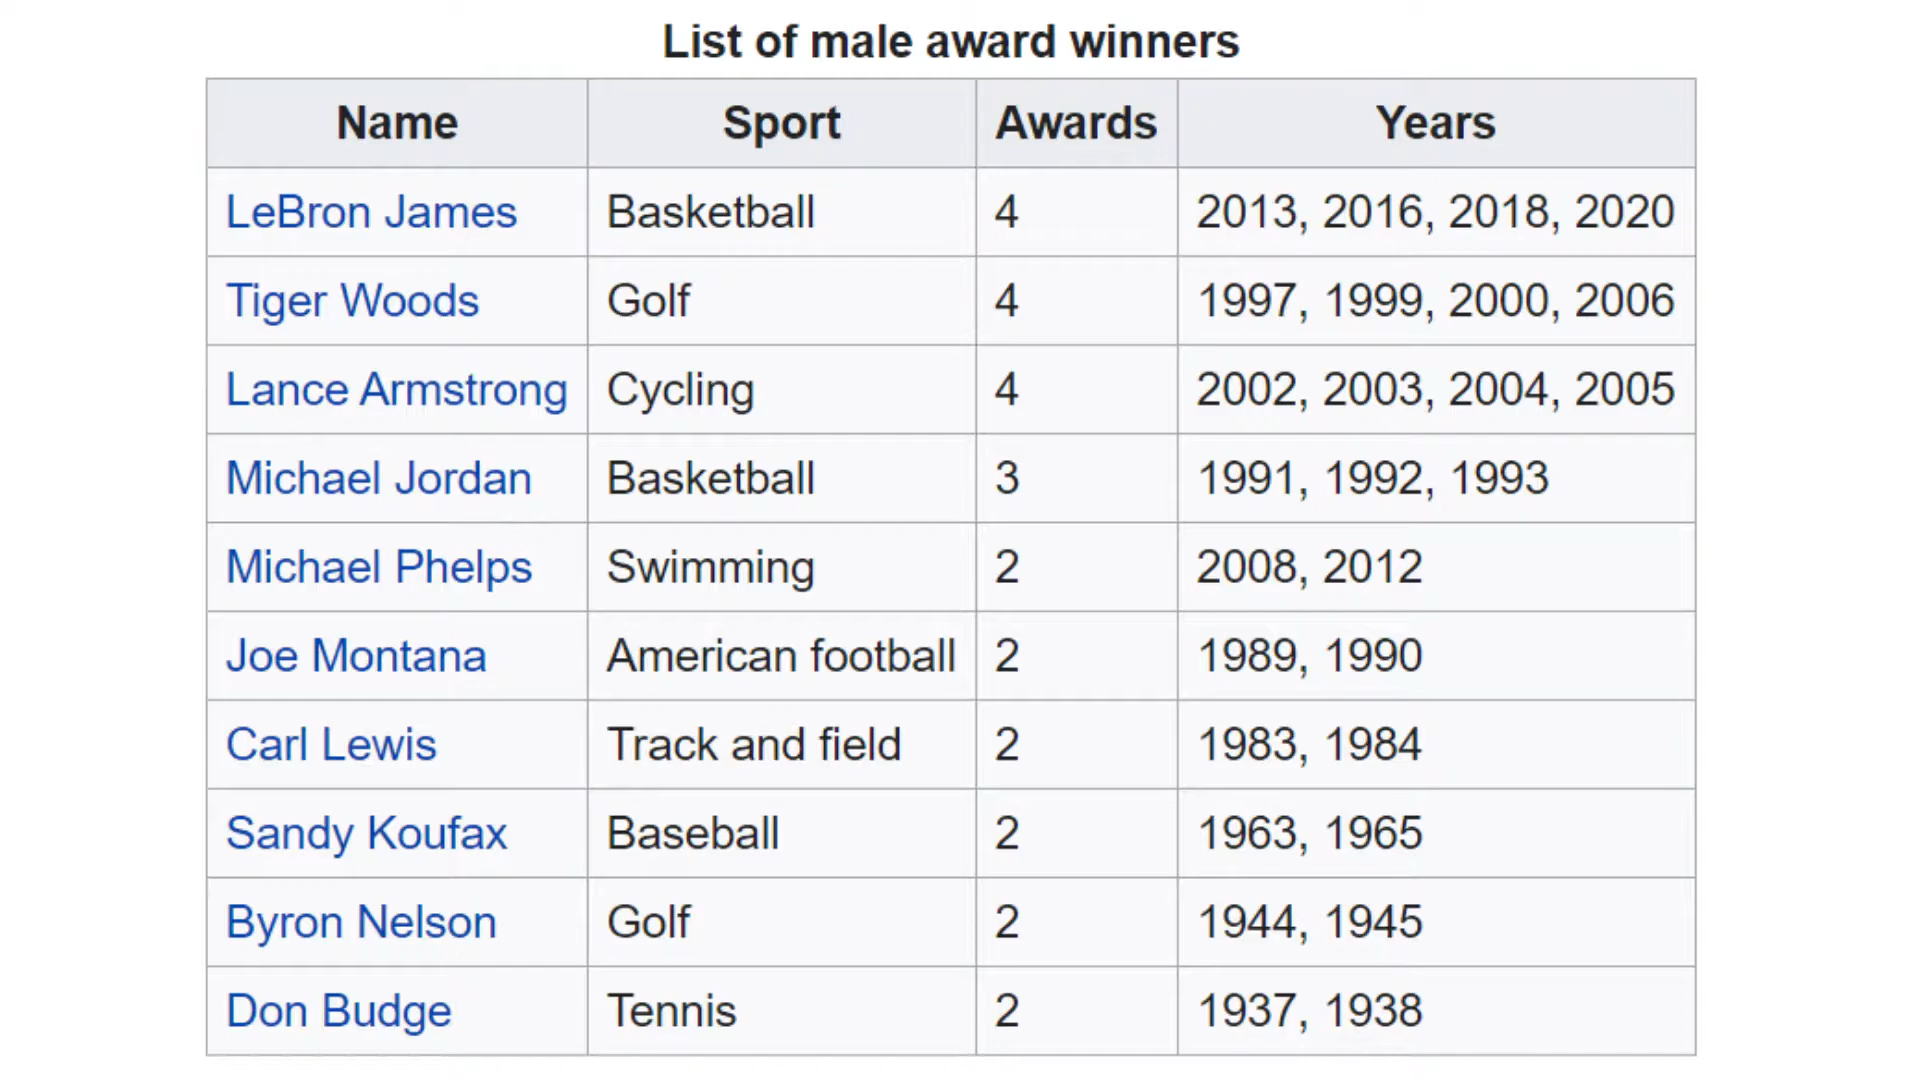 List of male award winners
Name Sport Awards Years
LeBron James Basketball 4 2013, 2016, 2018, 2020
Tiger Woods Golf 4 1997, 1999, 2000, 2006
Lance Armstrong Cycling 4 2002, 2003, 2004, 2005
Michael Jordan Basketball 3 1991, 1992, 1993
Michael Phelps Swimming 2 2008, 2012
Joe Montana American football 2 1989, 1990
Carl Lewis Track and field 2 1983, 1984
Sandy Koufax Baseball 2 1963, 1965
Byron Nelson Golf 2 1944, 1945
Don Budge Tennis 2 1937, 1938